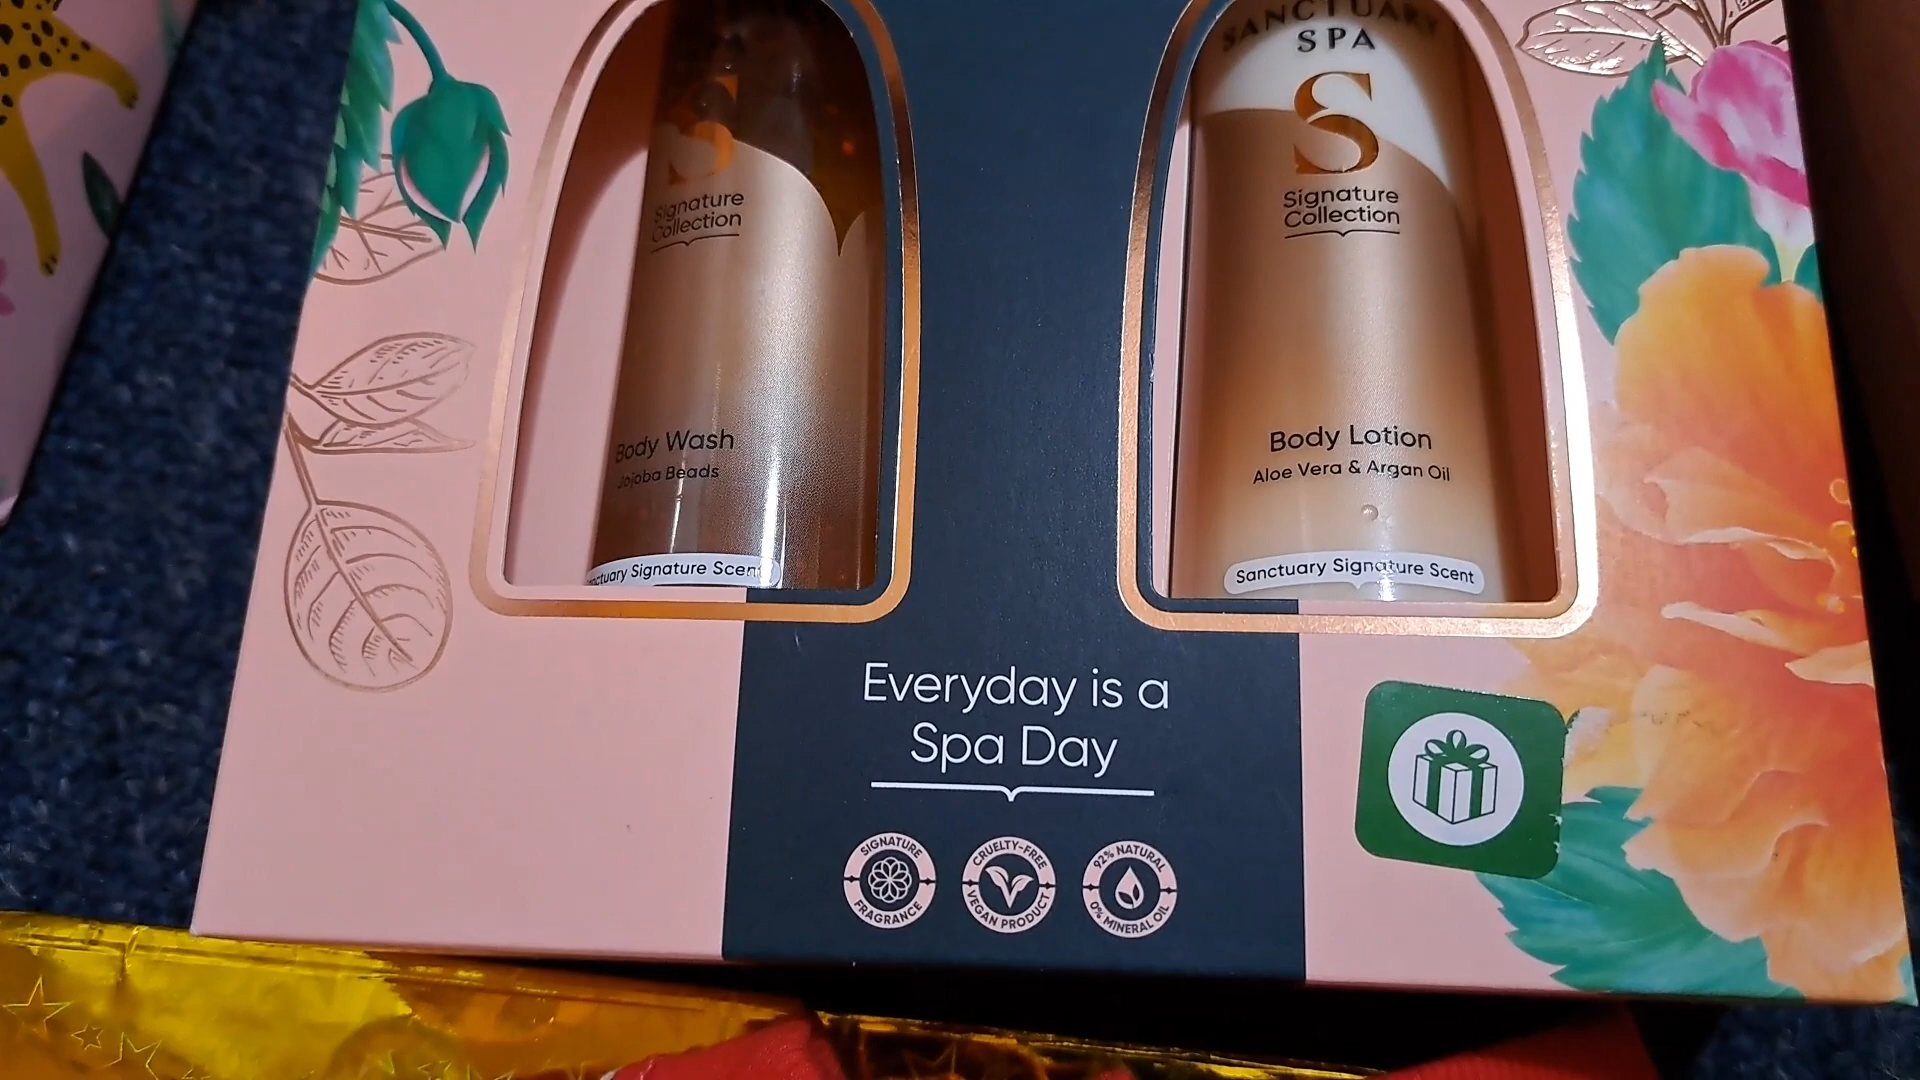 SANCTUARY
SPA
S
Signature
Collection
Body Wash
Jojoba Beads
Signature Scent
S
Signature
Collection
Body Lotion
Aloe Vera & Argan Oil
Sanctuary Signature Scent
Everyday is a
Spa Day
SIGNATURE
FRAGRANCE
CRUELTY-FREE
VEGAN PRODUCT
92% NATURAL
0% MINERAL OIL